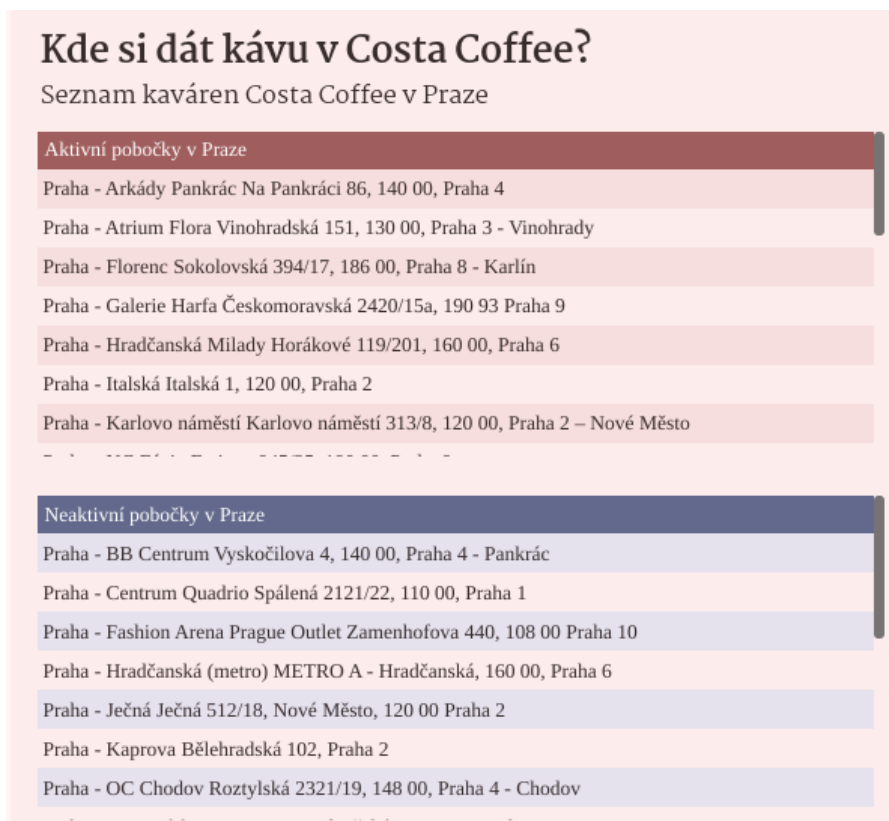 Kde si dát kávu v Costa Coffee?
Seznam kaváren Costa Coffee v Praze
Aktivní pobočky v Praze
Praha - Arkády Pankrác Na Pankráci 86, 140 00, Praha 4
Praha - Atrium Flora Vinohradská 151, 130 00, Praha 3 - Vinohrady
Praha - Florenc Sokolovská 394/17, 186 00, Praha 8 - Karlín
Praha - Galerie Harfa Českomoravská 2420/15a, 190 93 Praha 9
Praha - Hradčanská Milady Horákové 119/201, 160 00, Praha 6
Praha - Italská Italská 1, 120 00, Praha 2
Praha - Karlovo náměstí Karlovo náměstí 313/8, 120 00, Praha 2 – Nové Město
Neaktivní pobočky v Praze
Praha - BB Centrum Vyskočilova 4, 140 00, Praha 4 - Pankrác
Praha - Centrum Quadrio Spálená 2121/22, 110 00, Praha 1
Praha - Fashion Arena Prague Outlet Zamenhofova 440, 108 00 Praha 10
Praha - Hradčanská (metro) METRO A - Hradčanská, 160 00, Praha 6
Praha - Ječná Ječná 512/18, Nové Město, 120 00 Praha 2
Praha - Kaprova Bělehradská 102, Praha 2
Praha - OC Chodov Roztylská 2321/19, 148 00, Praha 4 - Chodov